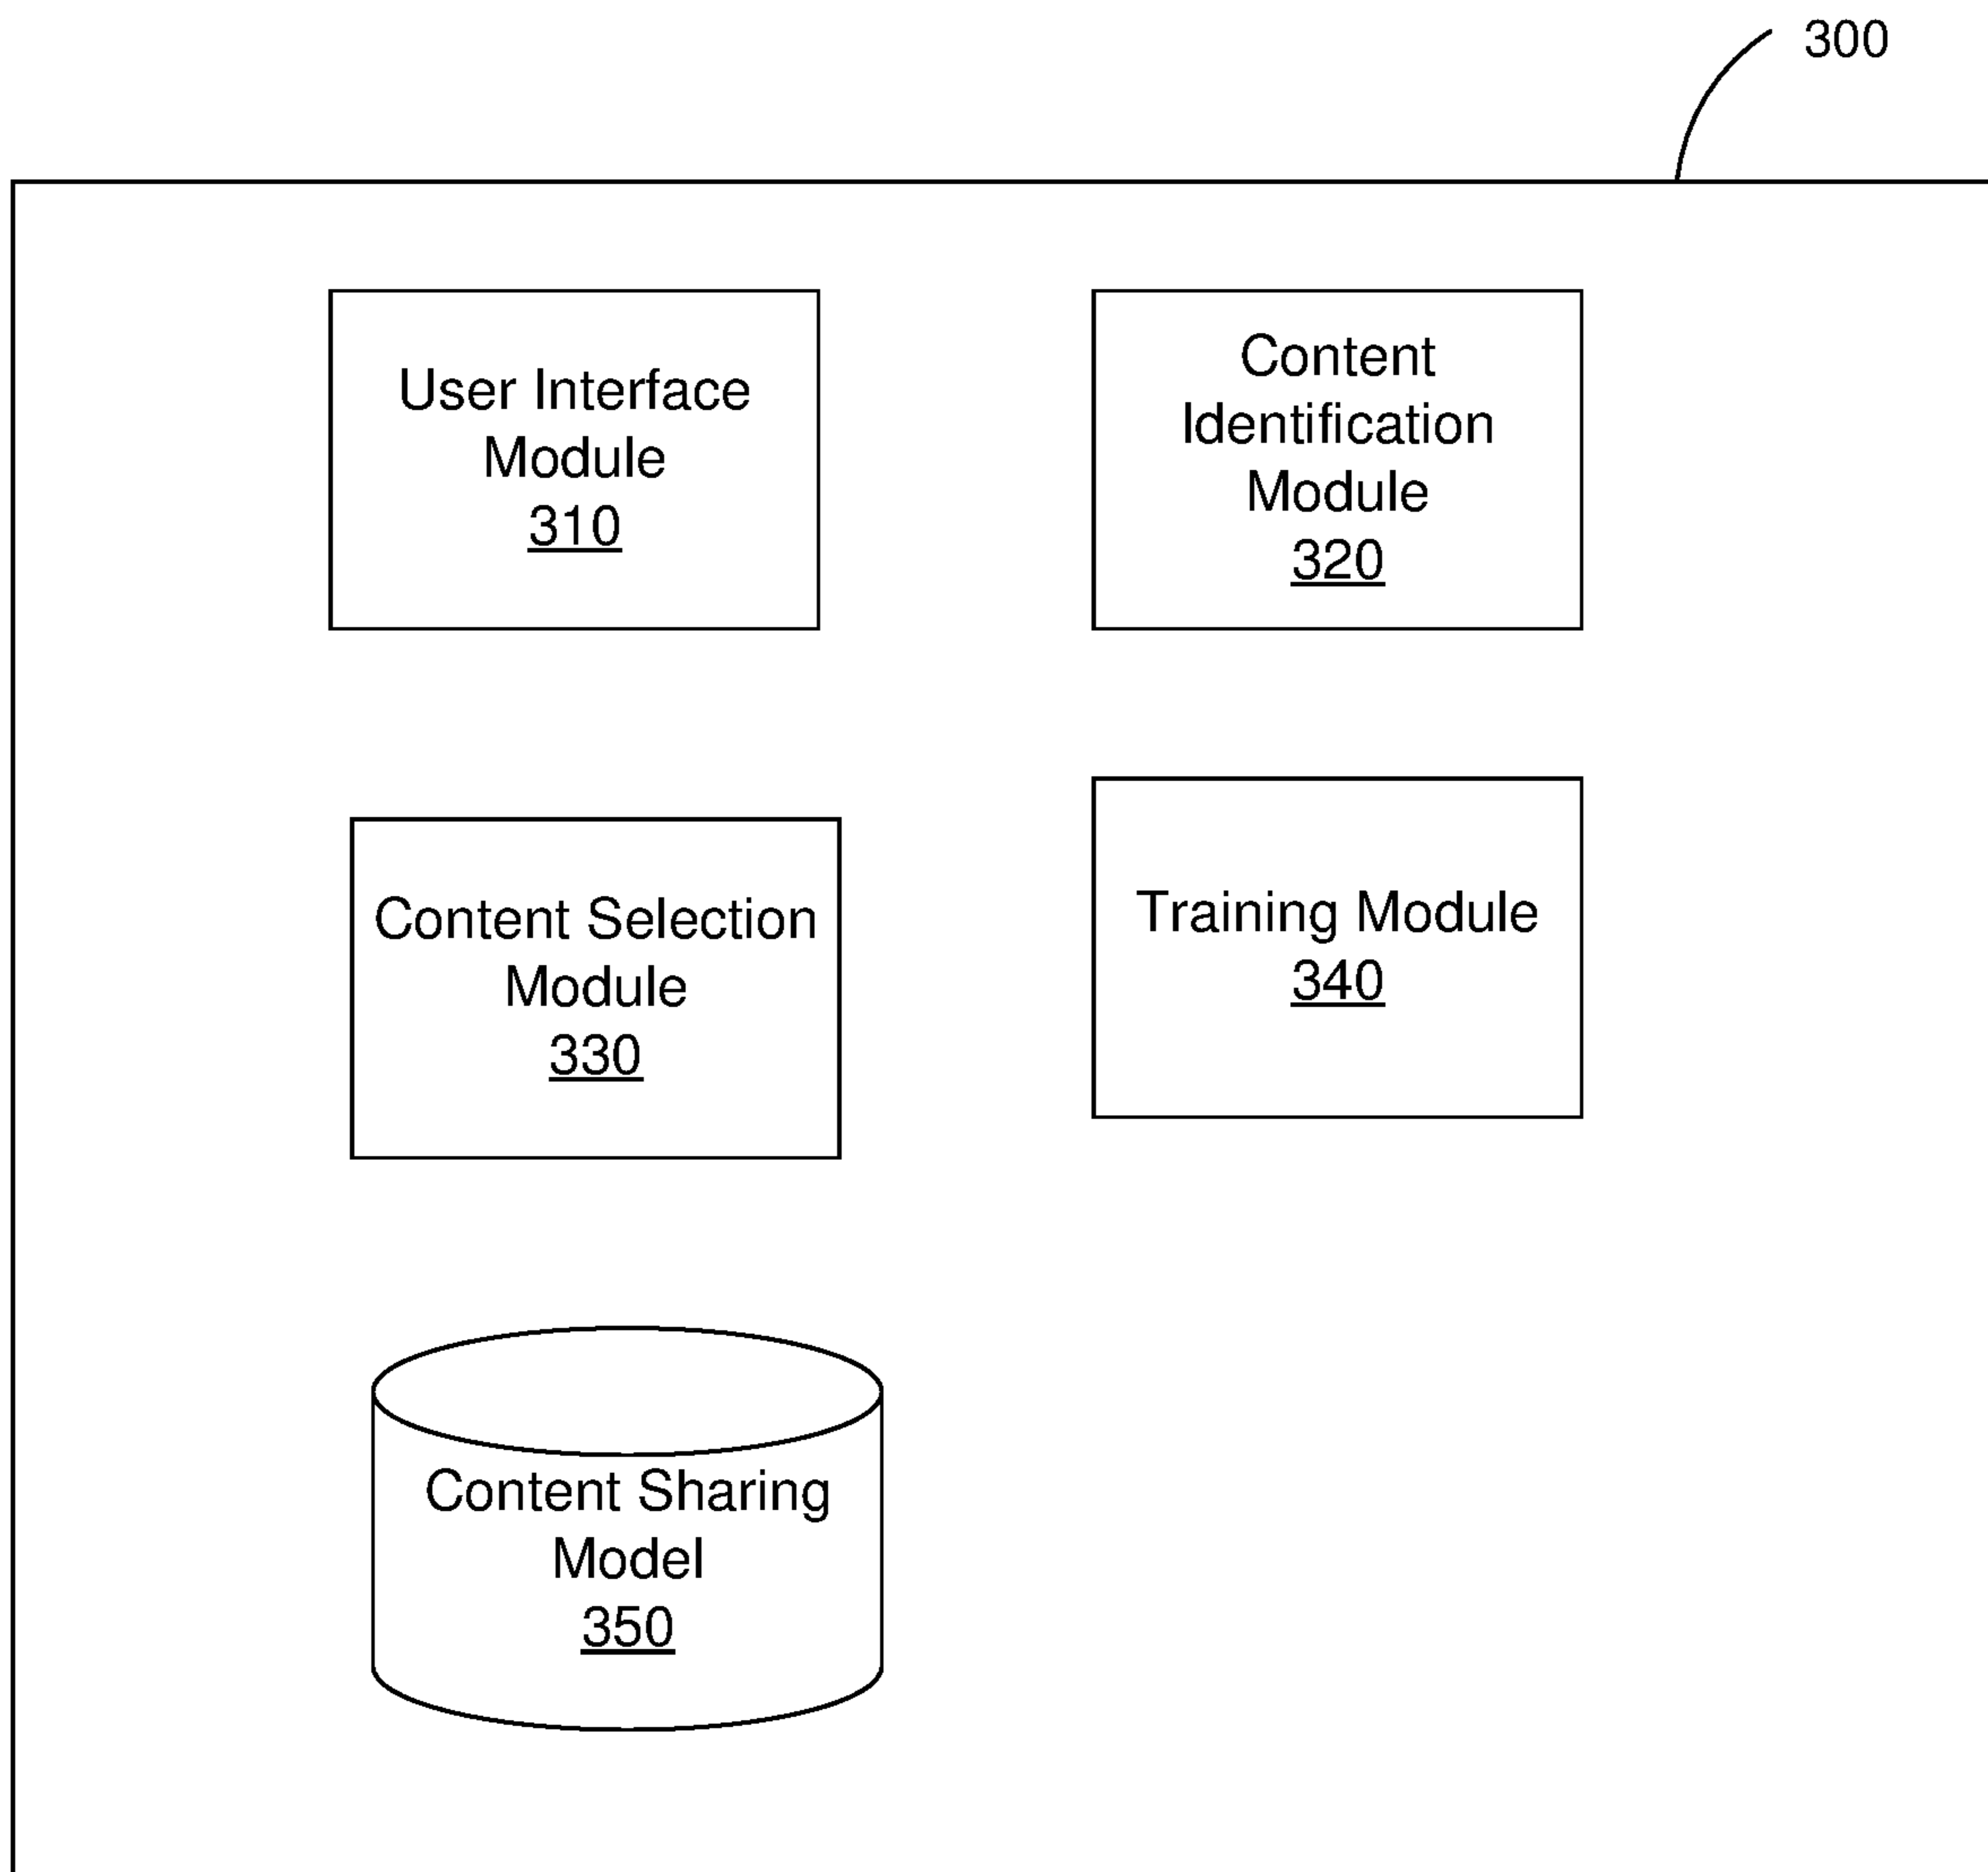 300
User Interface
Module
310
Content
Identification
Module
320
Content Selection
Module
330
Training Module
340
Content Sharing
Model
350